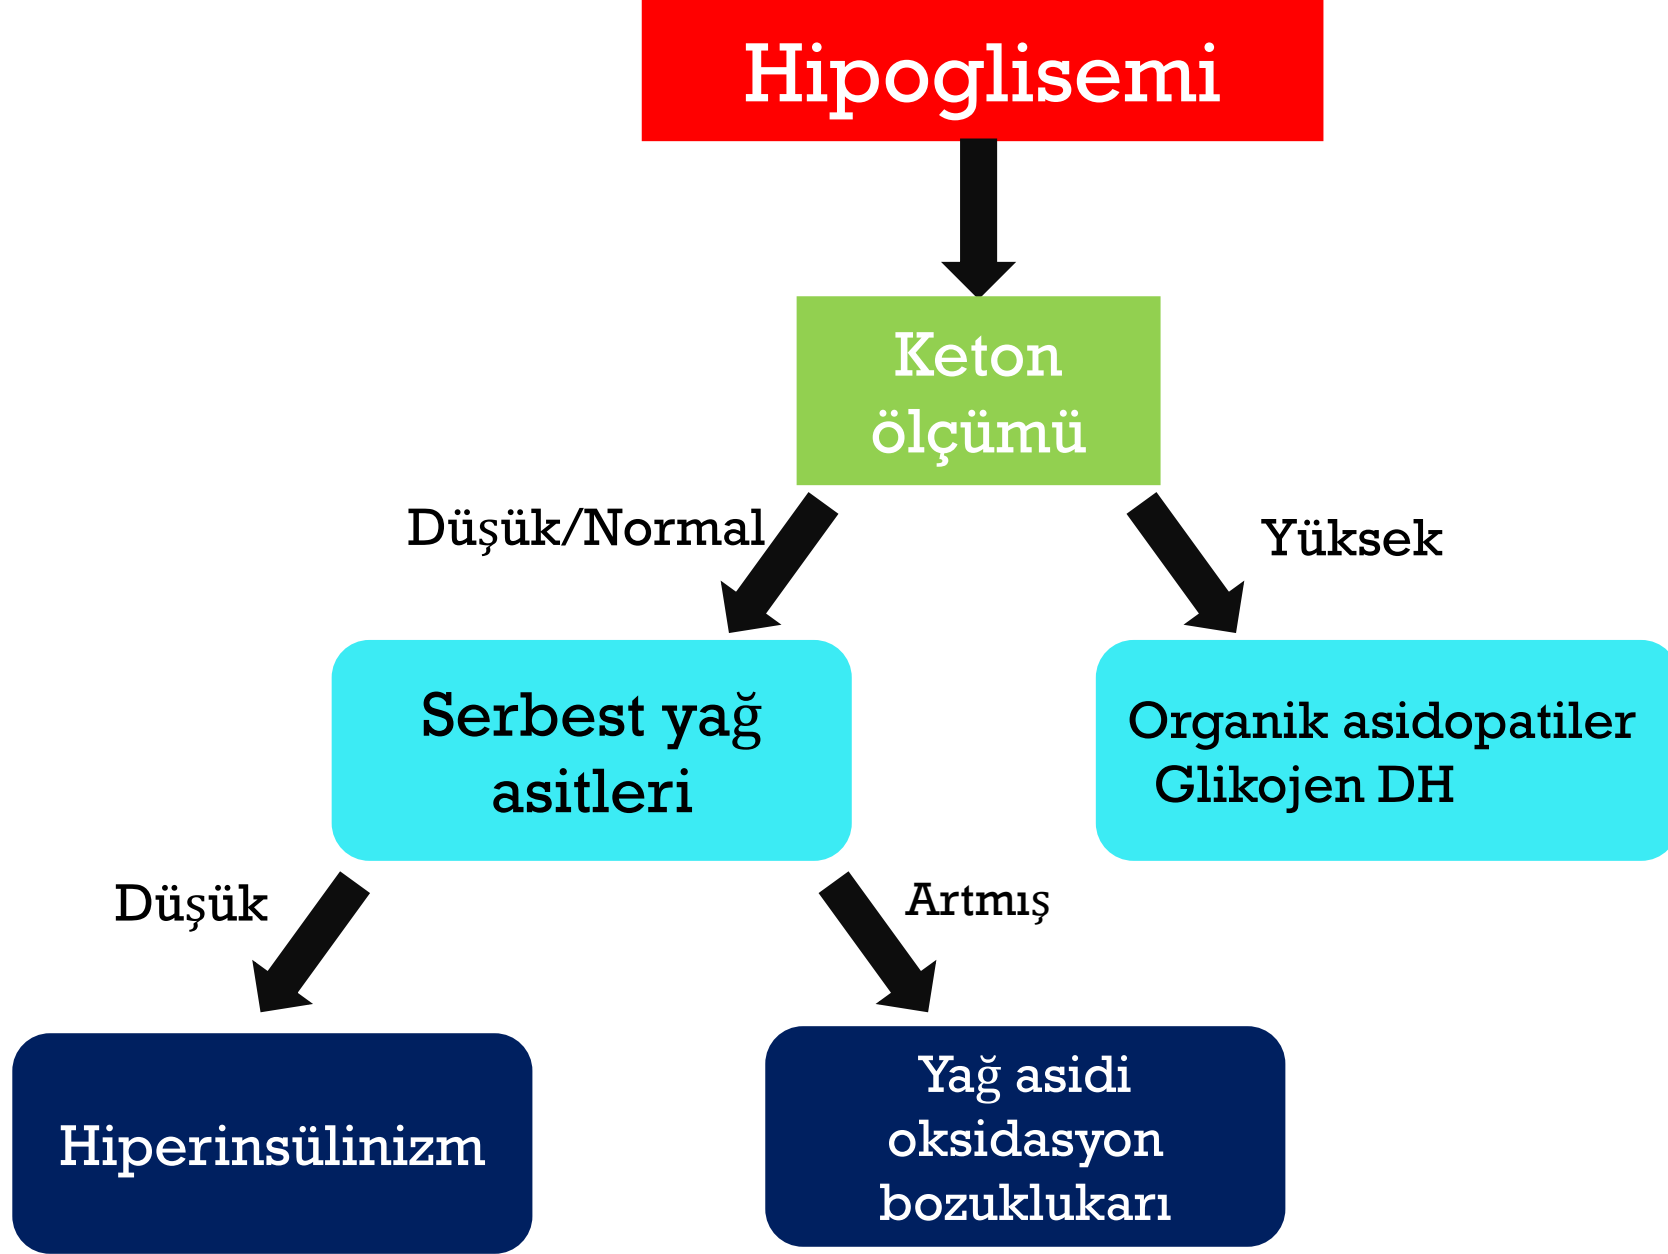 Hipoglisemi
Keton
ölçümü
Düşük/Normal
Yüksek
Serbest yağ
asitleri
Organik asidopatiler
Glikojen DH
Düşük
Artmış
Hiperinsülinizm
Yağ asidi
oksidasyon
bozuklukarı